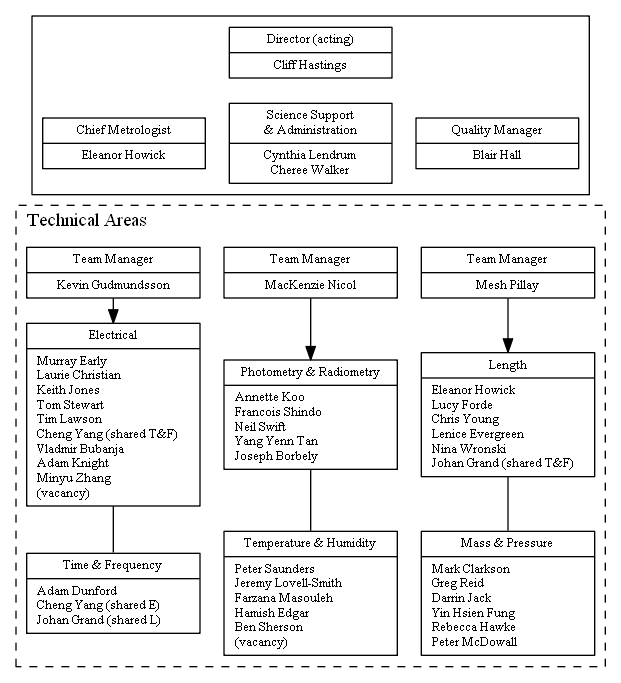 Director (acting)
Cliff Hastings
Chief Metrologist
Eleanor Howick
Science Support
& Administration
Cynthia Lendrum
Cheree Walker
Quality Manager
Blair Hall
Technical Areas
Team Manager
Kevin Gudmundsson
Electrical
Murray Early
Laurie Christian
Keith Jones
Tom Stewart
Tim Lawson
Cheng Yang (shared T&F)
Vladmir Bubanja
Adam Knight
Minyu Zhang
(vacancy)
Time & Frequency
Adam Dunford
Cheng Yang (shared E)
Johan Grand (shared L)
Team Manager
MacKenzie Nicol
Photometry & Radiometry
Annette Koo
Francois Shindo
Neil Swift
Yang Yenn Tan
Joseph Borbely
Temperature & Humidity
Peter Saunders
Jeremy Lovell-Smith
Farzana Masouleh
Hamish Edgar
Ben Sherson
(vacancy)
Team Manager
Mesh Pillay
Length
Eleanor Howick
Lucy Forde
Chris Young
Lenice Evergreen
Nina Wronski
Johan Grand (shared T&F)
Mass & Pressure
Mark Clarkson
Greg Reid
Darrin Jack
Yin Hsien Fung
Rebecca Hawke
Peter McDowall